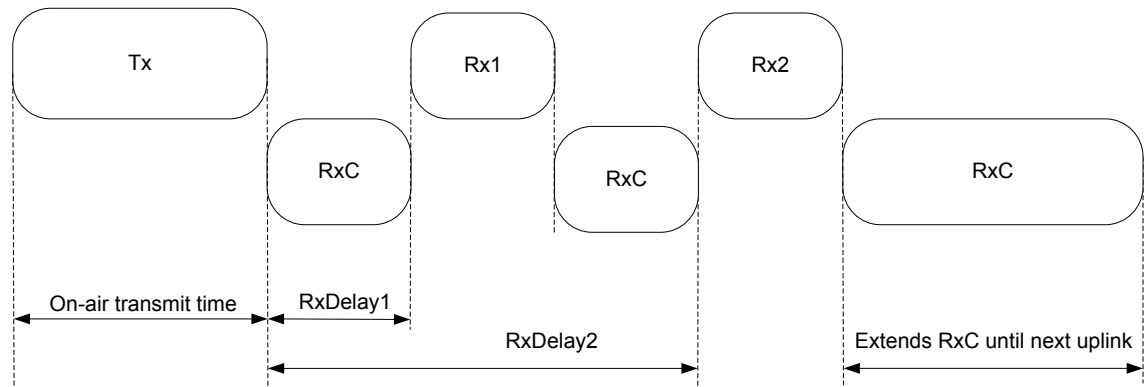 Tx
Rx1
Rx2
RxC
RxC
RxC
On-air transmit time
RxDelay1
RxDelay2
Extends RxC until next uplink